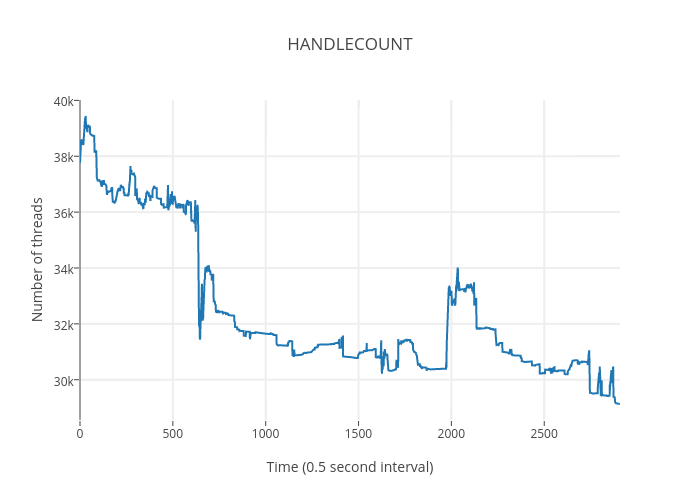 HANDLECOUNT
40k
38k
36k
34k
32k
30k
Number of threads
0
500
1000
1500
2000
2500
Time (0.5 second interval)